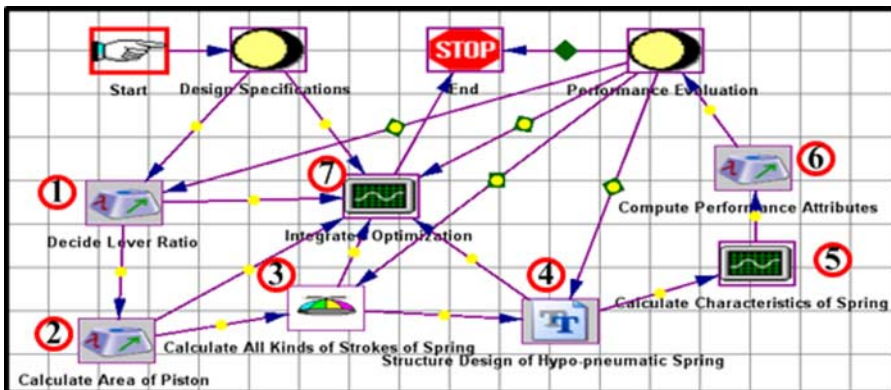 STOP
Start
Design Specifications
End
Performance Evaluation
1
7
6
Decide Lever Ratio
Integrated Optimization
Compute Performance Attributes
3
4
5
2
Calculate Characteristics of Spring
Calculate All Kinds of Strokes of Spring
TT
Structure Design of Hypo-pneumatic Spring
Calculate Area of Piston